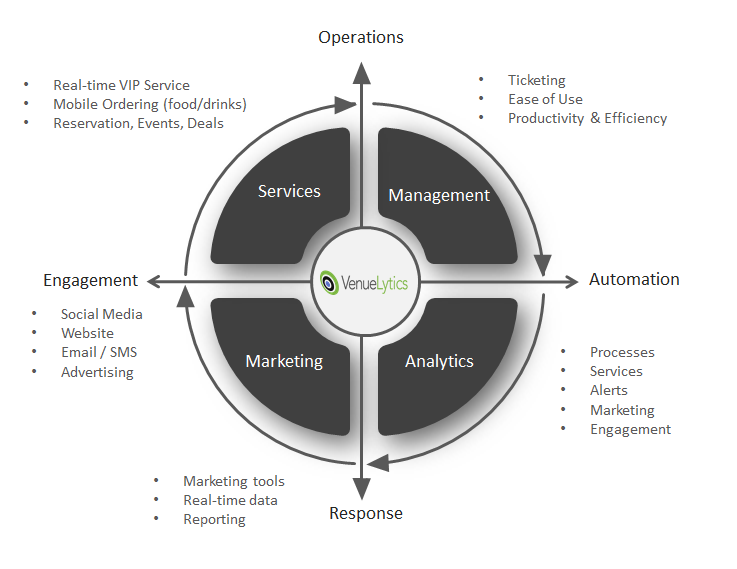 Operations
• Real-time VIP Service
• Mobile Ordering (food/drinks)
• Reservation, Events, Deals
• Ticketing
• Ease of Use
• Productivity & Efficiency
Services
Management
Engagement
VenueLytics
Automation
• Social Media
• Website
• Email / SMS
• Advertising
Marketing
Analytics
• Processes
• Services
• Alerts
• Marketing
• Engagement
• Marketing tools
• Real-time data
• Reporting
Response